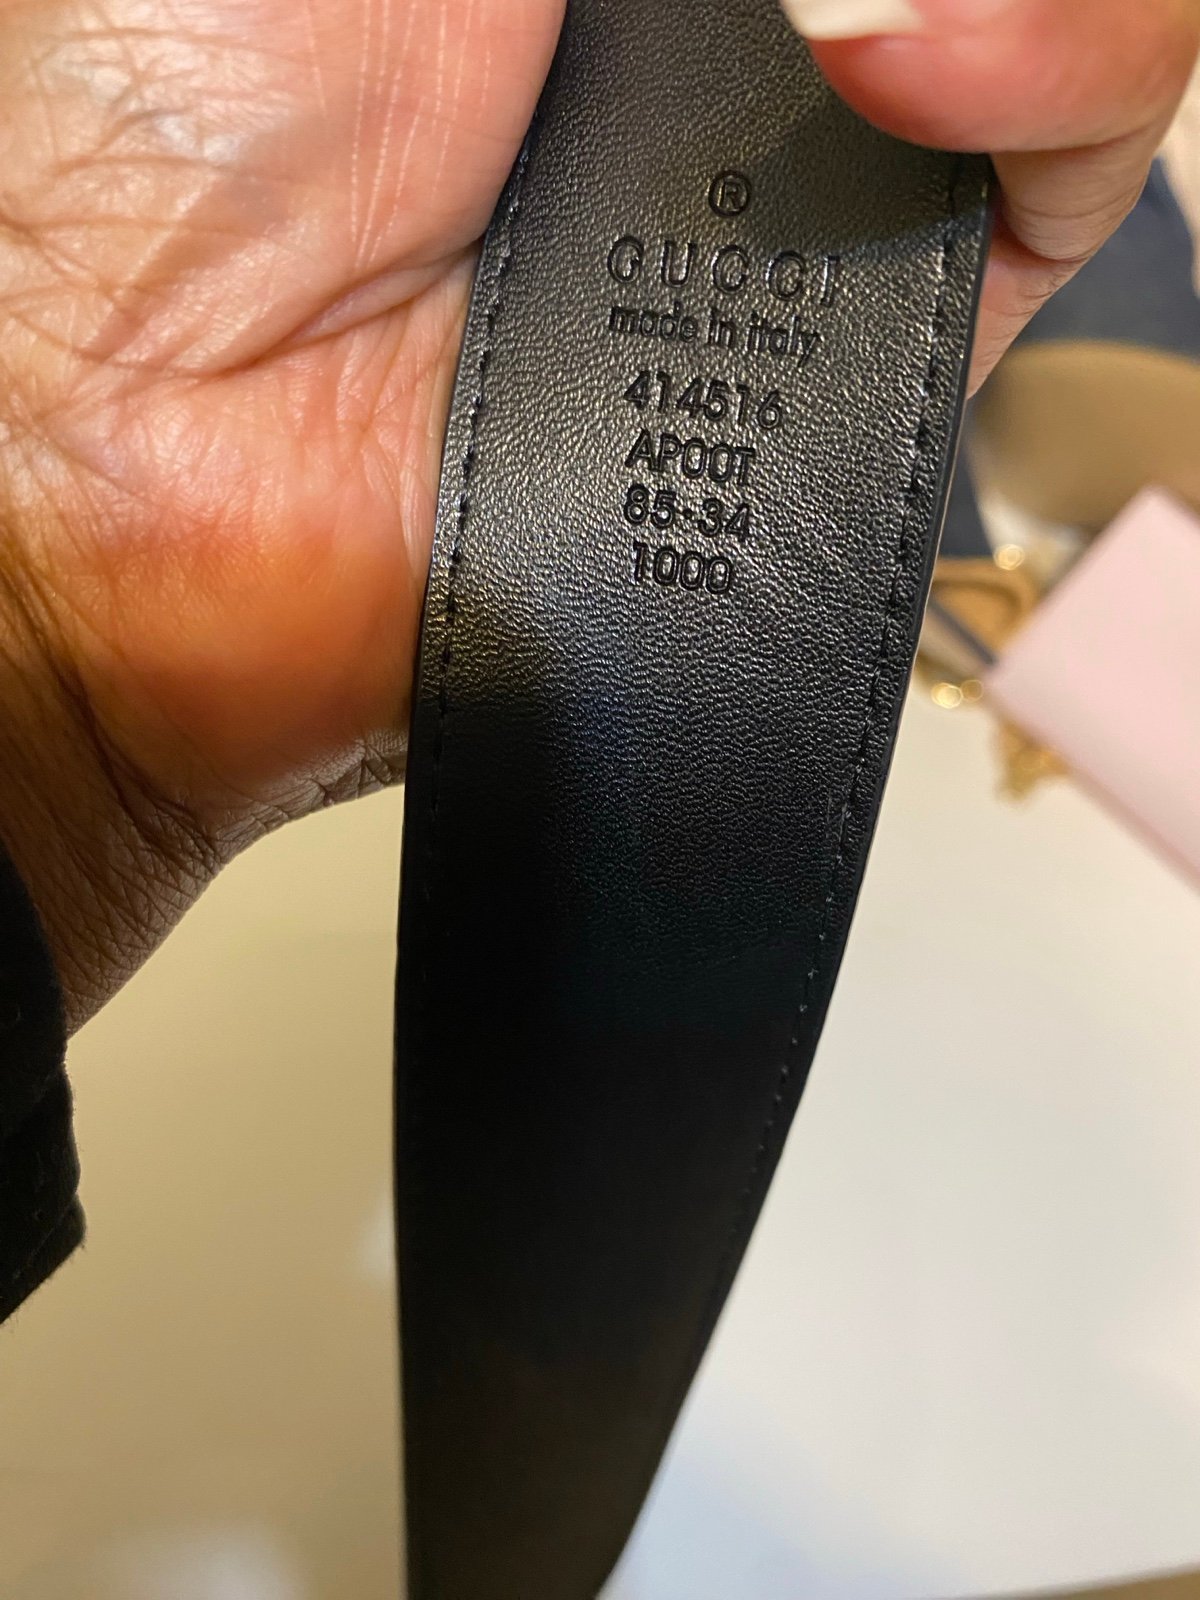 ®
GUCCI
made in italy
414516
AP00T
85·34
1000